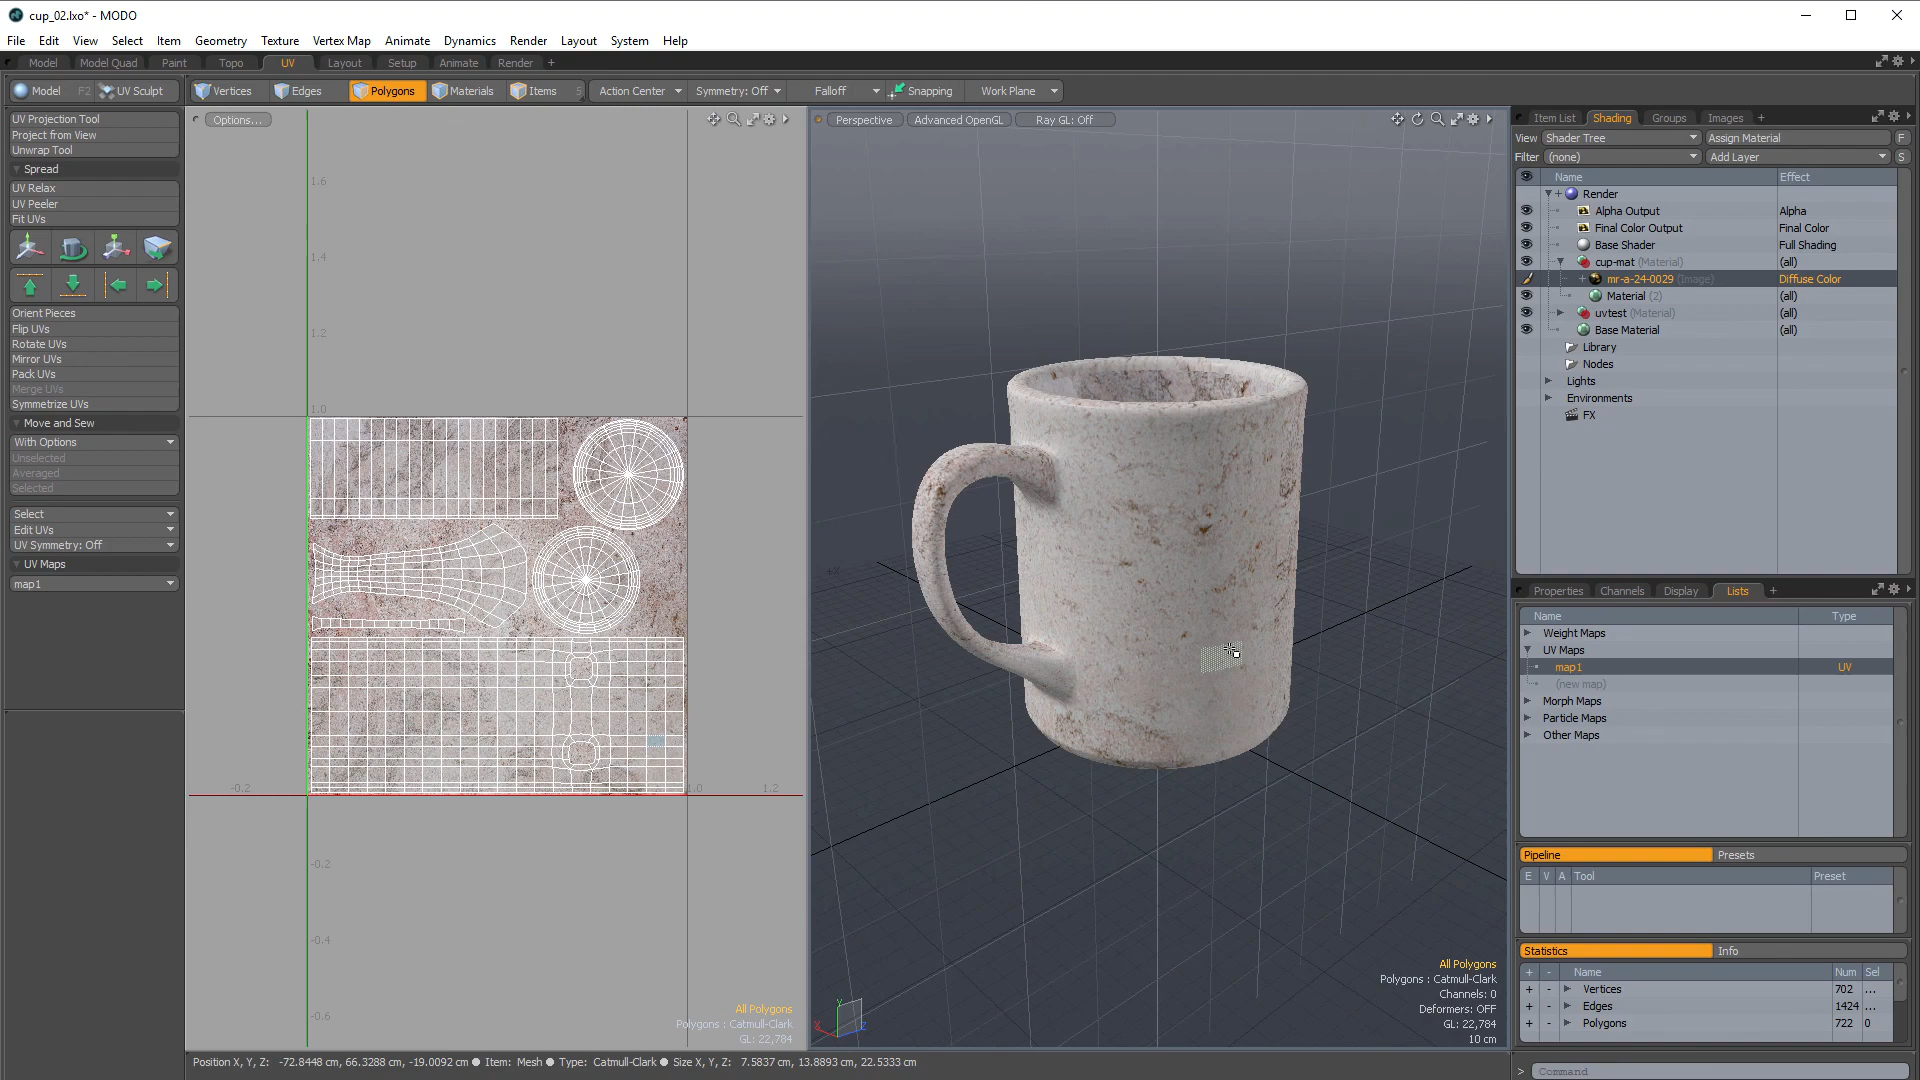 cup_02.lxo* - MODO
File Edit View Select Item Geometry Texture Vertex Map Animate Dynamics Render Layout System Help
Model Model Quad Paint Topo UV Layout Setup Animate Render +
Model F2 UV Sculpt Vertices Edges Polygons Materials Items 5 Action Center Symmetry: Off Falloff Snapping Work Plane
UV Projection Tool
Project from View
Unwrap Tool
Spread
UV Relax
UV Peeler
Fit UVs
Orient Pieces
Flip UVs
Rotate UVs
Mirror UVs
Pack UVs
Merge UVs
Symmetrize UVs
Move and Sew
With Options
Unselected
Averaged
Selected
Select
Edit UVs
UV Symmetry: Off
UV Maps
map1
Options...
1.6
1.4
1.2
1.0
-0.2 1.0 1.2
-0.2
-0.4
-0.6
All Polygons
Polygons : Catmull-Clark
GL: 22,784
Perspective Advanced OpenGL Ray GL: Off
+X
Y
X Z
All Polygons
Polygons : Catmull-Clark
Channels: 0
Deformers: OFF
GL: 22,784
10 cm
Item List Shading Groups Images +
View Shader Tree Assign Material F
Filter (none) Add Layer S
Name Effect
Render
Alpha Output Alpha
Final Color Output Final Color
Base Shader Full Shading
cup-mat (Material) (all)
mr-a-24-0029 (Image) Diffuse Color
Material (2) (all)
uvtest (Material) (all)
Base Material (all)
Library
Nodes
Lights
Environments
FX
Properties Channels Display Lists +
Name Type
Weight Maps
UV Maps
map1 UV
(new map)
Morph Maps
Particle Maps
Other Maps
Pipeline Presets
E V A Tool Preset
Statistics Info
+ - Name Num Sel
+ - Vertices 702 ...
+ - Edges 1424 ...
+ - Polygons 722 0
Position X, Y, Z: -72.8448 cm, 66.3288 cm, -19.0092 cm Item: Mesh Type: Catmull-Clark Size X, Y, Z: 7.5837 cm, 13.8893 cm, 22.5333 cm
> Command